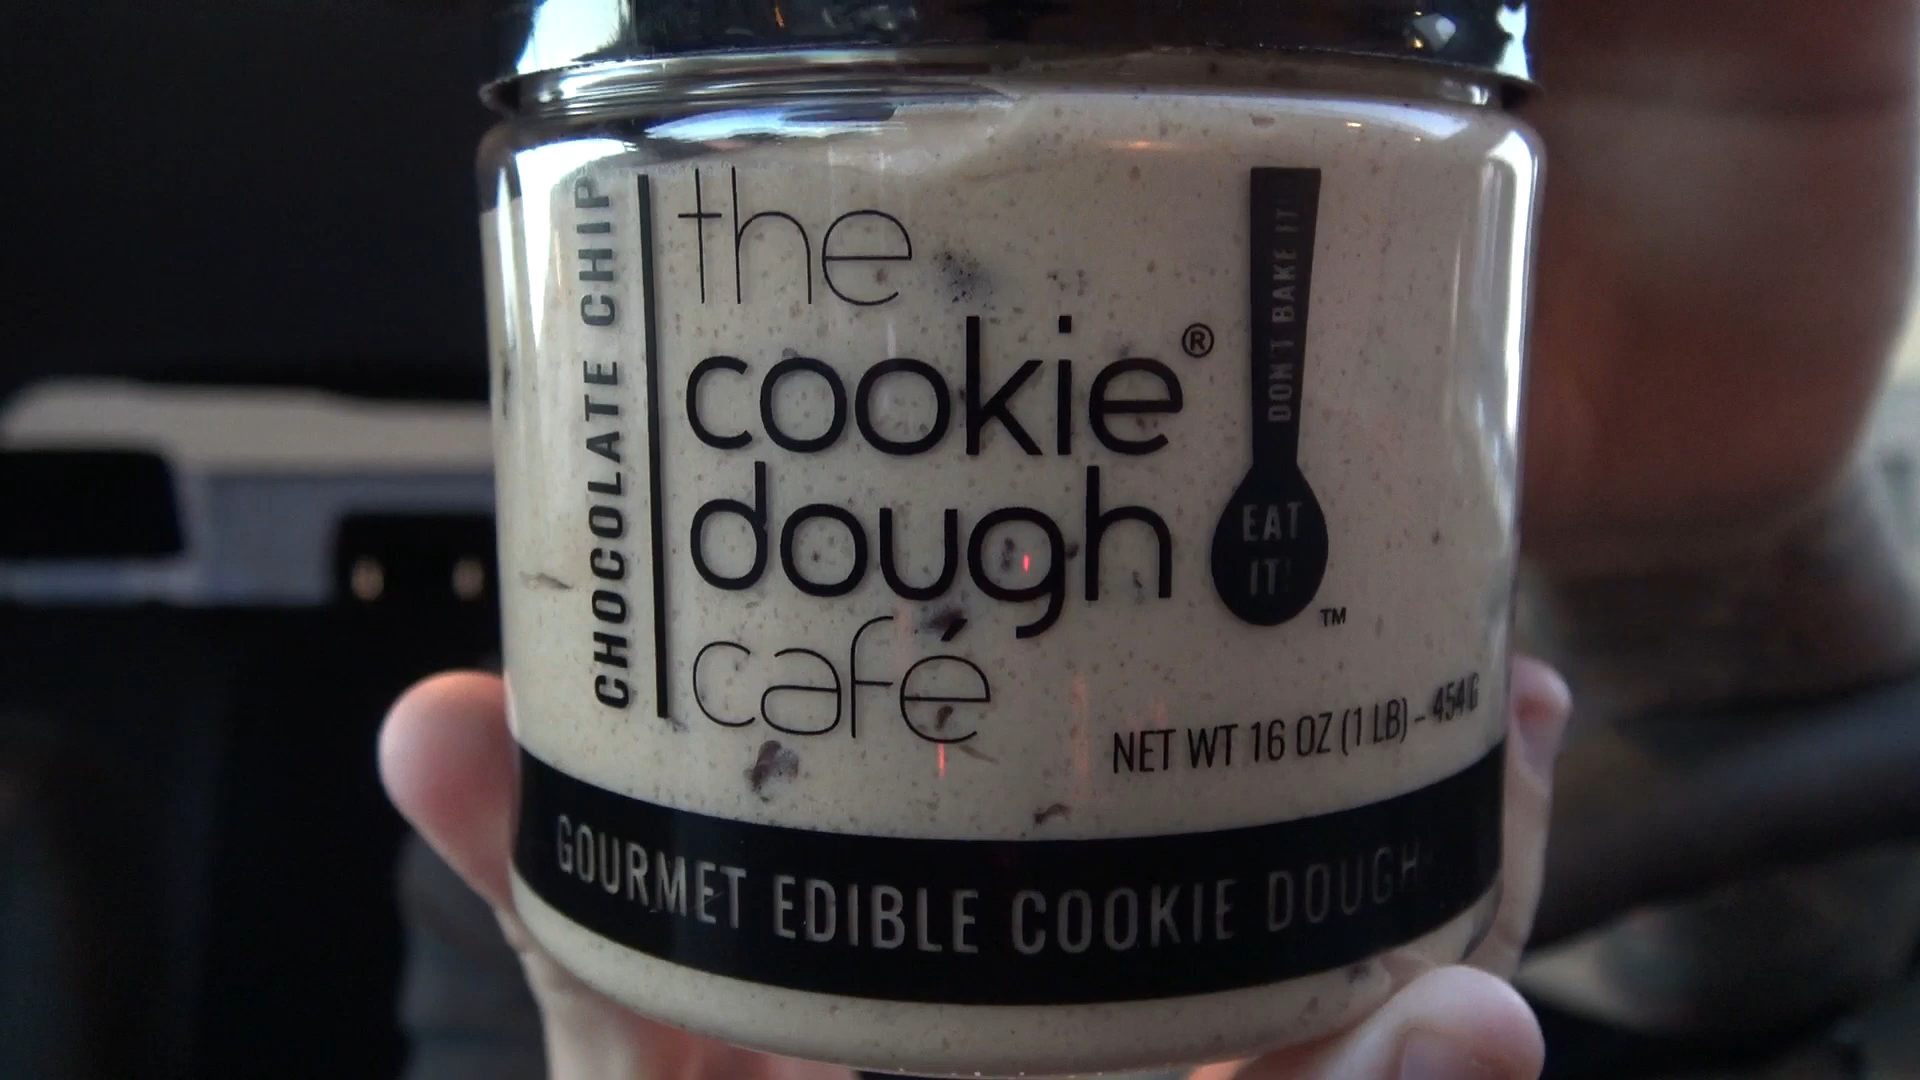 CHOCOLATE CHIP
the
cookie®
dough
café
DON'T BAKE IT!
EAT
IT!
TM
NET WT 16 OZ (1 LB) - 454 G
GOURMET EDIBLE COOKIE DOUGH